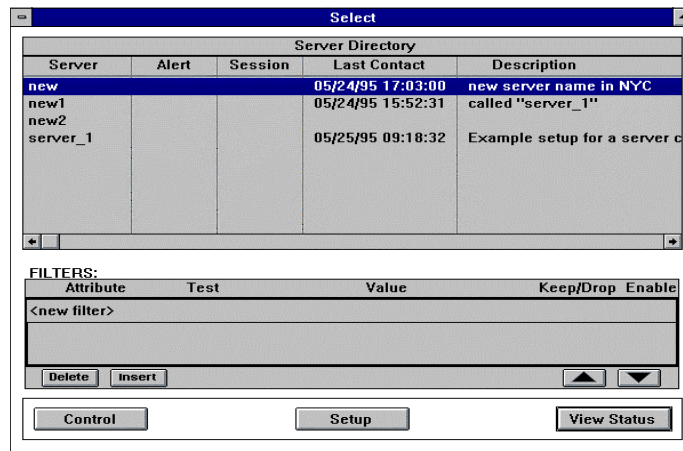 Select
Server Directory
Server Alert Session Last Contact Description
new 05/24/95 17:03:00 new server name in NYC
new1 05/24/95 15:52:31 called "server_1"
new2
server_1 05/25/95 09:18:32 Example setup for a server c
FILTERS:
Attribute Test Value Keep/Drop Enable
<new filter>
Delete Insert
Control Setup View Status